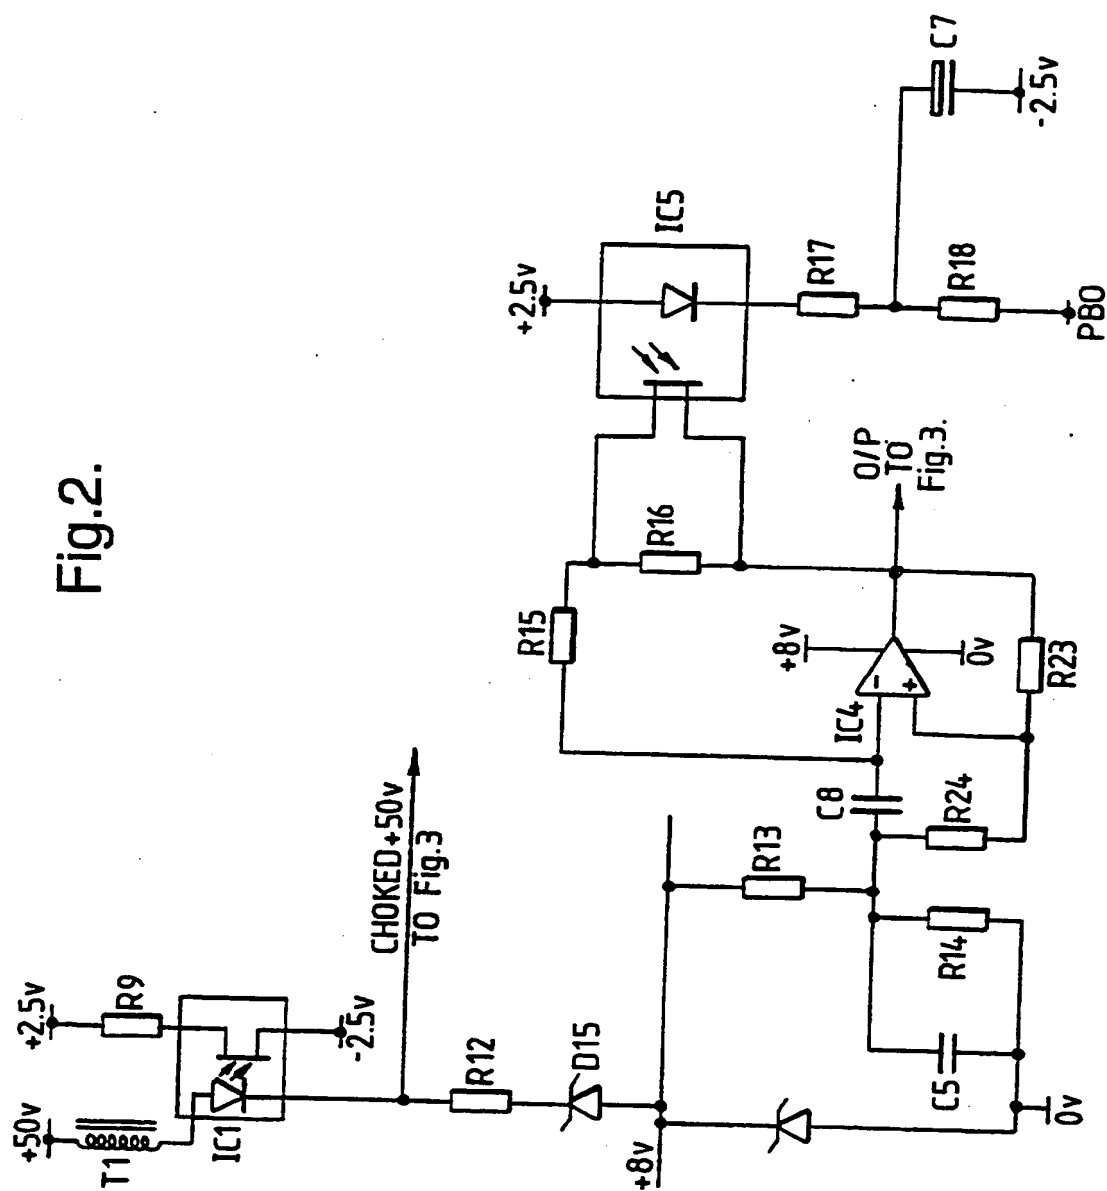 Fig.2.
+50v
T1
+2.5v
R9
IC1
-2.5v
CHOKED+50v
TO Fig.3
R12
D15
+8v
0v
C5
R14
R13
C8
R24
IC4
-
+
+8v
0v
R23
R15
R16
O/P
TO
Fig.3.
+2.5v
IC5
R17
R18
PB0
C7
-2.5v